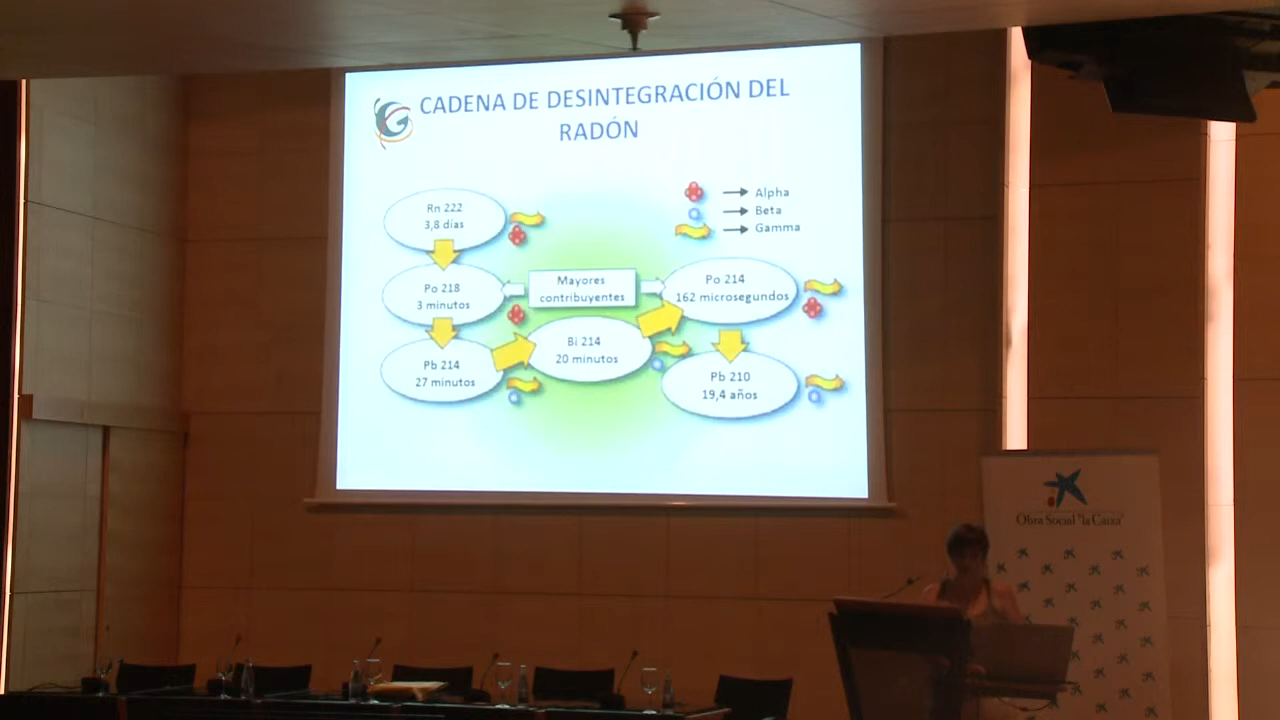 CADENA DE DESINTEGRACIÓN DEL
RADÓN
G
Rn 222
3,8 días
Alpha
Beta
Gamma
Po 218
3 minutos
Mayores
contribuyentes
Po 214
162 microsegundos
Pb 214
27 minutos
Bi 214
20 minutos
Pb 210
19,4 años
Obra Social "la Caixa"